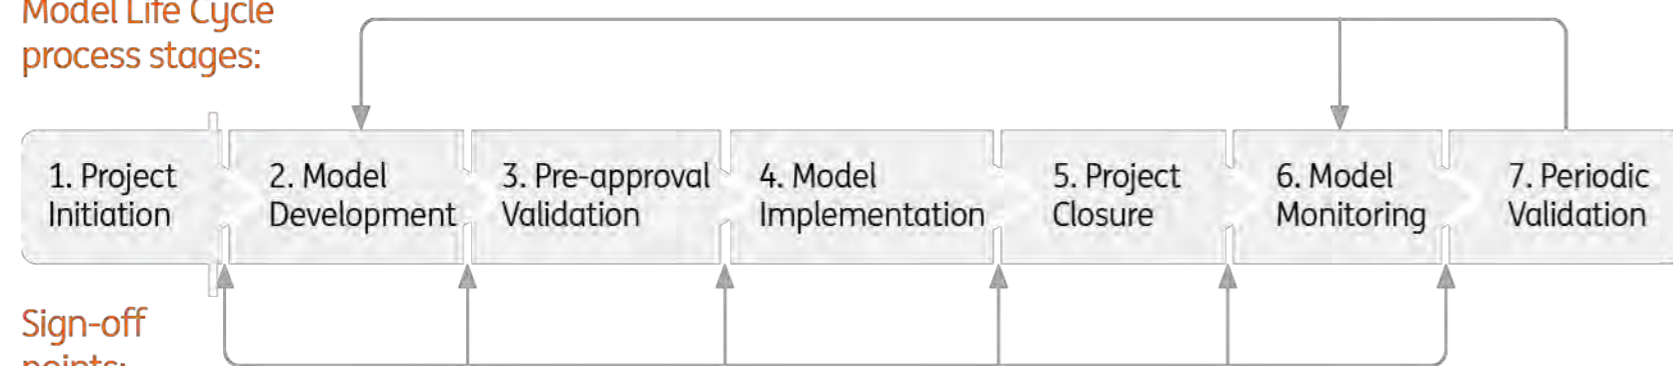 Model Life Cycle
process stages:
1. Project
Initiation
2. Model
Development
3. Pre-approval
Validation
4. Model
Implementation
5. Project
Closure
6. Model
Monitoring
7. Periodic
Validation
Sign-off
points: